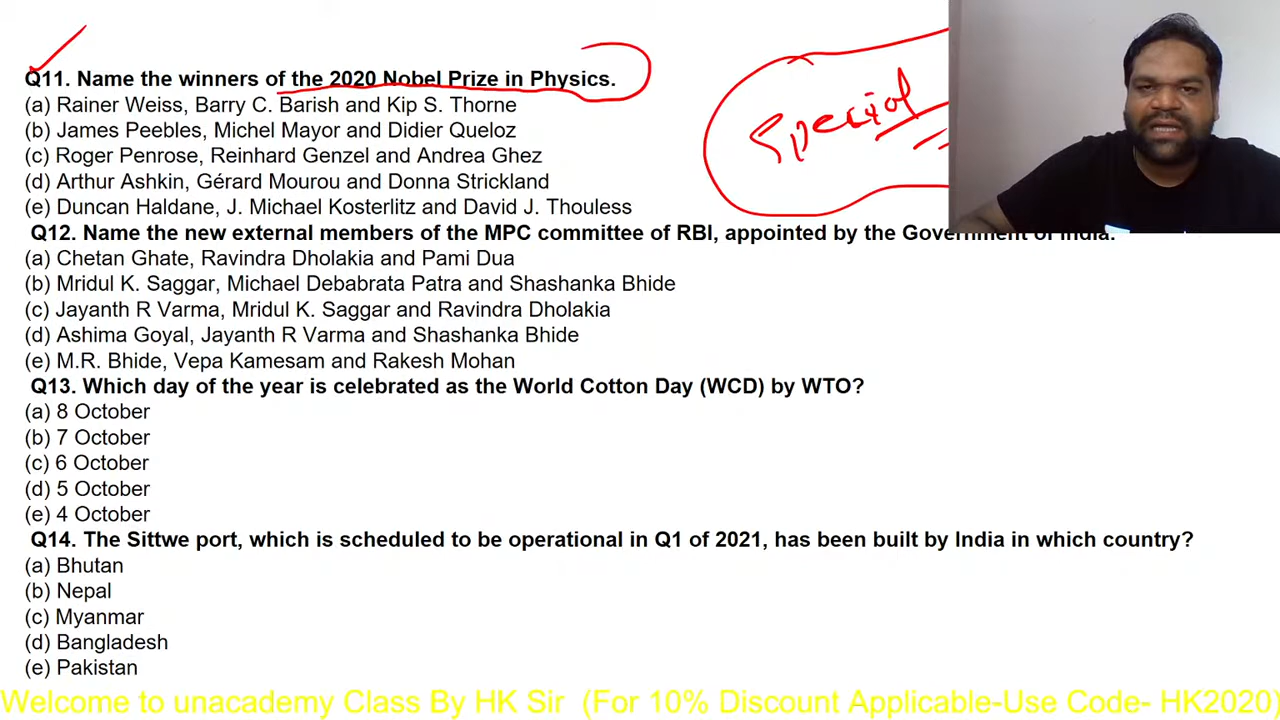 Q11. Name the winners of the 2020 Nobel Prize in Physics.
(a) Rainer Weiss, Barry C. Barish and Kip S. Thorne
(b) James Peebles, Michel Mayor and Didier Queloz
(c) Roger Penrose, Reinhard Genzel and Andrea Ghez
(d) Arthur Ashkin, Gérard Mourou and Donna Strickland
(e) Duncan Haldane, J. Michael Kosterlitz and David J. Thouless
Special
Q12. Name the new external members of the MPC committee of RBI, appointed by the Government of India.
(a) Chetan Ghate, Ravindra Dholakia and Pami Dua
(b) Mridul K. Saggar, Michael Debabrata Patra and Shashanka Bhide
(c) Jayanth R Varma, Mridul K. Saggar and Ravindra Dholakia
(d) Ashima Goyal, Jayanth R Varma and Shashanka Bhide
(e) M.R. Bhide, Vepa Kamesam and Rakesh Mohan
Q13. Which day of the year is celebrated as the World Cotton Day (WCD) by WTO?
(a) 8 October
(b) 7 October
(c) 6 October
(d) 5 October
(e) 4 October
Q14. The Sittwe port, which is scheduled to be operational in Q1 of 2021, has been built by India in which country?
(a) Bhutan
(b) Nepal
(c) Myanmar
(d) Bangladesh
(e) Pakistan
Welcome to unacademy Class By HK Sir (For 10% Discount Applicable-Use Code- HK2020)